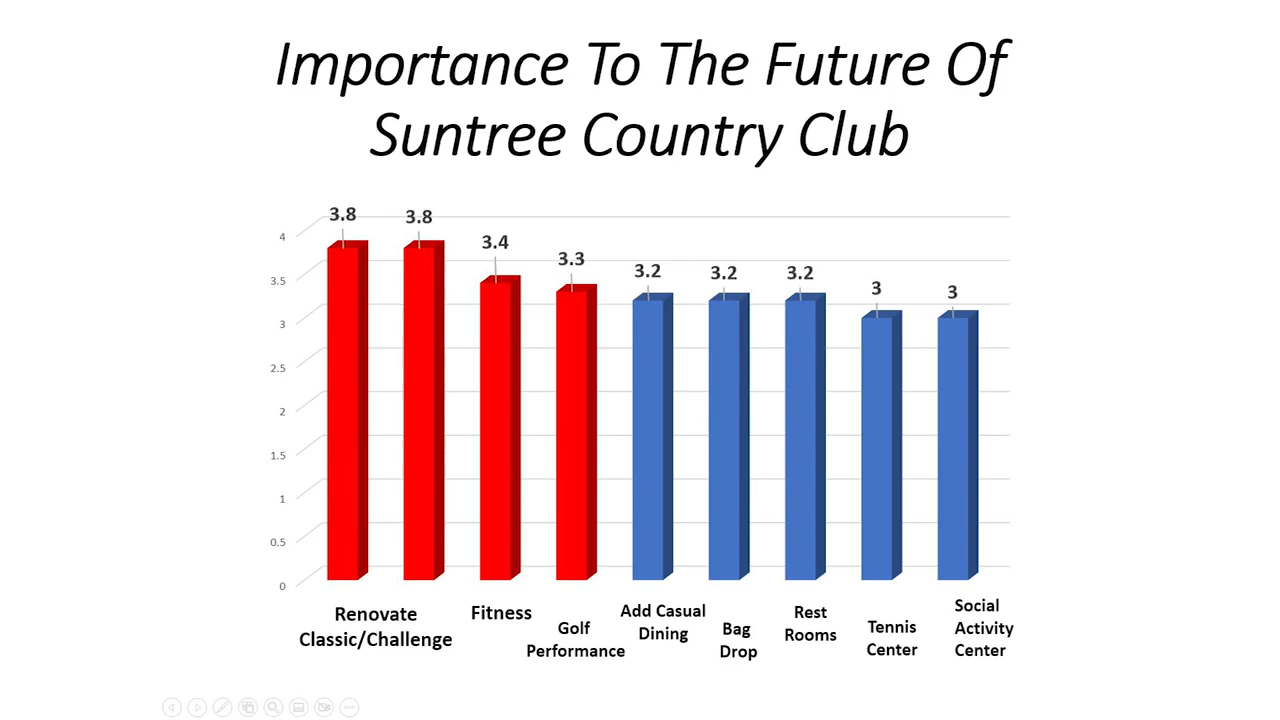 Importance To The Future Of
Suntree Country Club
3.8
3.8
3.4
3.3
3.2
3.2
3.2
3
3
4
3.5
3
2.5
2
1.5
1
0.5
0
Renovate
Classic/Challenge
Fitness
Golf
Performance
Add Casual
Dining
Bag
Drop
Rest
Rooms
Tennis
Center
Social
Activity
Center